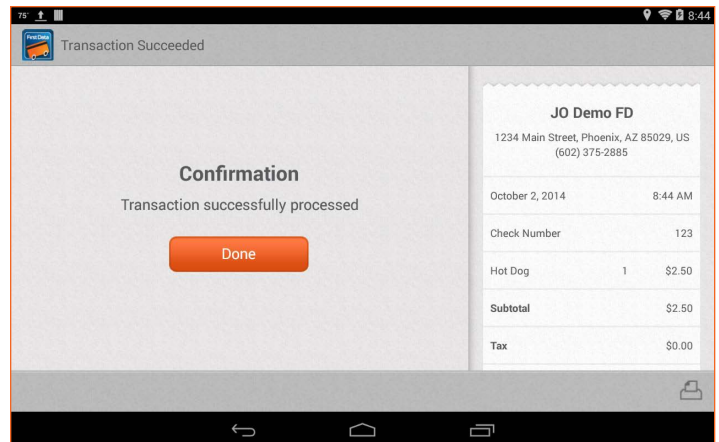 75°
8:44
First Data
Transaction Succeeded
Confirmation
Transaction successfully processed
Done
JO Demo FD
1234 Main Street, Phoenix, AZ 85029, US
(602) 375-2885
October 2, 2014 8:44 AM
Check Number 123
Hot Dog 1 $2.50
Subtotal $2.50
Tax $0.00